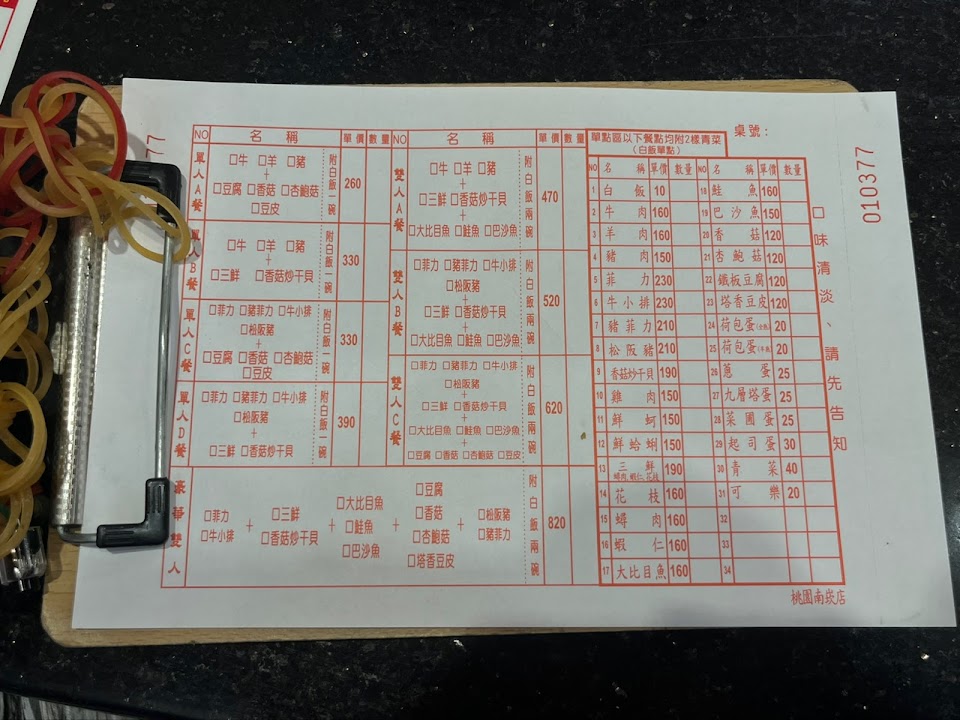 桌號:
010377
77
NO 名 稱 單價 數量
單人A餐
□牛 □羊 □豬
+
□豆腐 □香菇 □杏鮑菇
□豆皮
附白飯一碗
260
單人B餐
□牛 □羊 □豬
+
□三鮮 □香菇炒干貝
附白飯一碗
330
單人C餐
□菲力 □豬菲力 □牛小排
□松阪豬
+
□豆腐 □香菇 □杏鮑菇
□豆皮
附白飯一碗
330
單人D餐
□菲力 □豬菲力 □牛小排
□松阪豬
+
□三鮮 □香菇炒干貝
附白飯一碗
390
NO 名 稱 單價 數量
雙人A餐
□牛 □羊 □豬
+
□三鮮 □香菇炒干貝
+
□大比目魚 □鮭魚 □巴沙魚
附白飯兩碗
470
雙人B餐
□菲力 □豬菲力 □牛小排
□松阪豬
+
□三鮮 □香菇炒干貝
+
□大比目魚 □鮭魚 □巴沙魚
附白飯兩碗
520
雙人C餐
□菲力 □豬菲力 □牛小排
□松阪豬
+
□三鮮 □香菇炒干貝
+
□大比目魚 □鮭魚 □巴沙魚
+
□豆腐 □香菇 □杏鮑菇 □豆皮
附白飯兩碗
620
豪華雙人
□菲力
□牛小排
+
□三鮮
□香菇炒干貝
+
□大比目魚
□鮭魚
□巴沙魚
+
□豆腐
□香菇
□杏鮑菇
□塔香豆皮
+
□松阪豬
□豬菲力
附白飯兩碗
820
單點區以下餐點均附2樣青菜
(白飯單點)
NO 名 稱 單價 數量 NO 名 稱 單價 數量
1 白飯 10 18 鮭魚 160
2 牛肉 160 19 巴沙魚 150
3 羊肉 160 20 香菇 120
4 豬肉 150 21 杏鮑菇 120
5 菲力 230 22 鐵板豆腐 120
6 牛小排 230 23 塔香豆皮 120
7 豬菲力 210 24 荷包蛋(全熟) 20
8 松阪豬 210 25 荷包蛋(半熟) 20
9 香菇炒干貝 190 26 蔥蛋 25
10 雞肉 150 27 九層塔蛋 25
11 鮮蚵 150 28 菜圃蛋 25
12 鮮蛤蜊 150 29 起司蛋 30
13 三鮮 190 30 青菜 40
蟳肉,蝦仁,花枝
14 花枝 160 31 可樂 20
15 蟳肉 160 32
16 蝦仁 160 33
17 大比目魚 160 34
口味清淡、請先告知
桃園南崁店